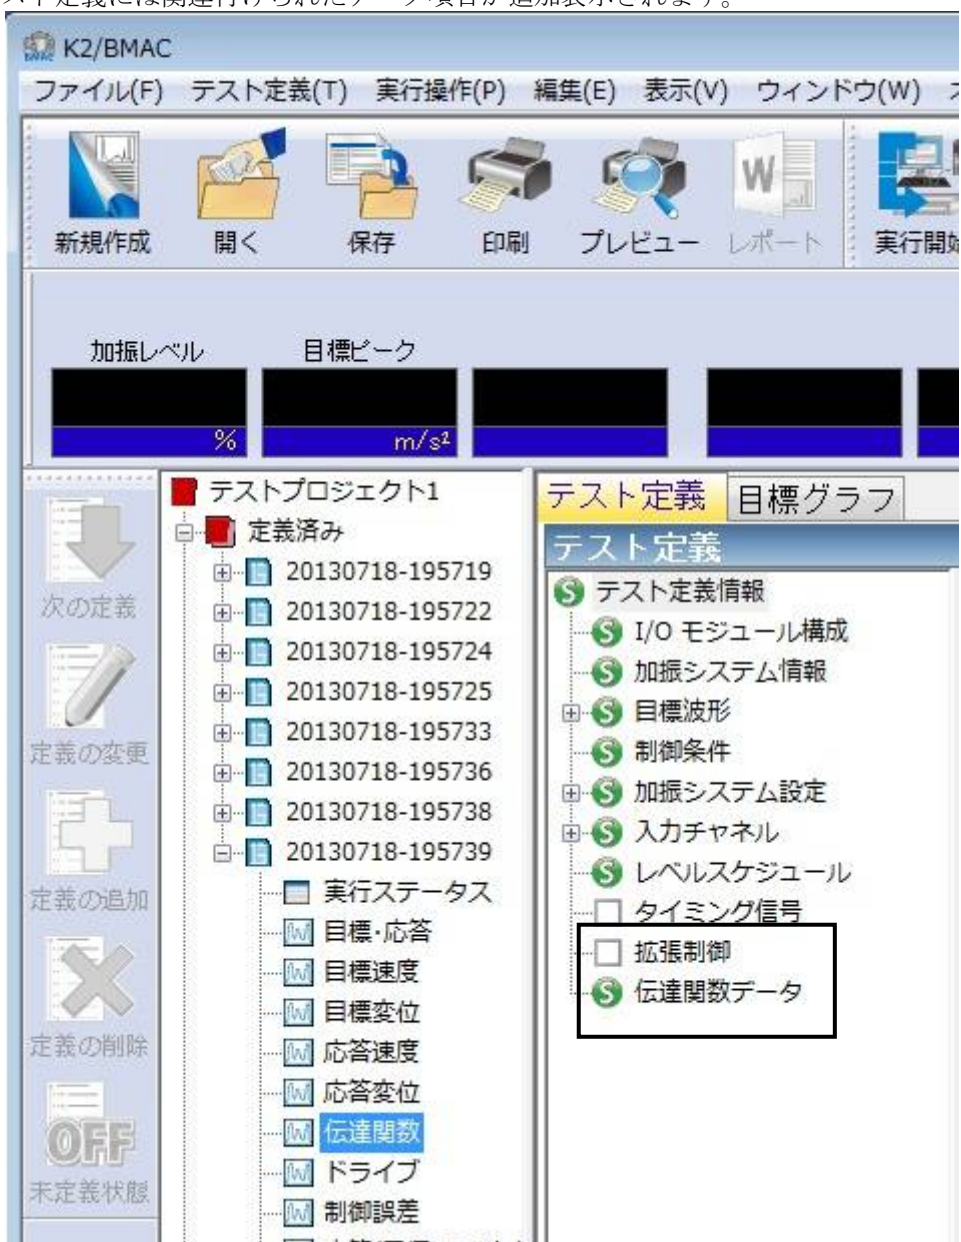 スト定義には関連付けられたデータ項目が追加表示されます。
K2/BMAC
ファイル(F) テスト定義(T) 実行操作(P) 編集(E) 表示(V) ウィンドウ(W)
新規作成 開く 保存 印刷 プレビュー レポート 実行開始
加振レベル 目標ピーク
% m/s²
次の定義
定義の変更
定義の追加
定義の削除
OFF
未定義状態
テストプロジェクト1
定義済み
20130718-195719
20130718-195722
20130718-195724
20130718-195725
20130718-195733
20130718-195736
20130718-195738
20130718-195739
実行ステータス
目標・応答
目標速度
目標変位
応答速度
応答変位
伝達関数
ドライブ
制御誤差
テスト定義 目標グラフ
テスト定義
テスト定義情報
I/O モジュール構成
加振システム情報
目標波形
制御条件
加振システム設定
入力チャネル
レベルスケジュール
タイミング信号
拡張制御
伝達関数データ